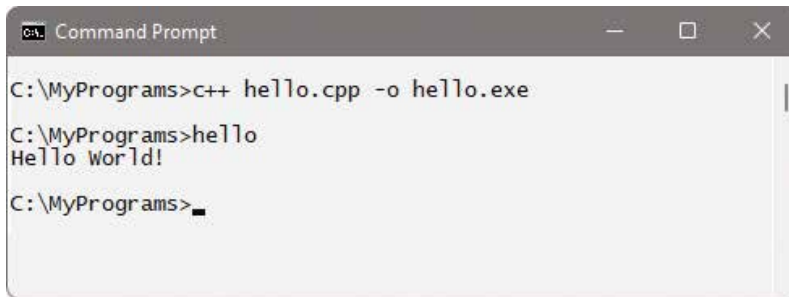 C:\. Command Prompt
C:\MyPrograms>c++ hello.cpp -o hello.exe
C:\MyPrograms>hello
Hello World!
C:\MyPrograms>